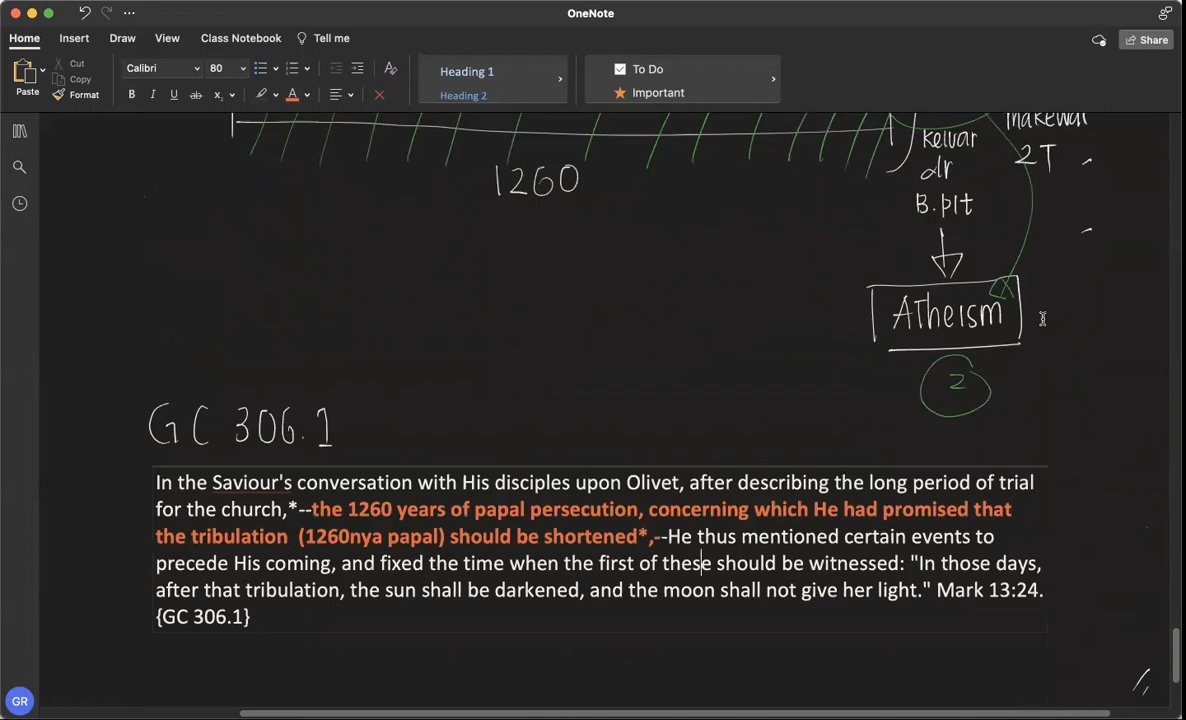 OneNote
Home Insert Draw View Class Notebook Tell me
Share
Paste
Cut
Copy
Format
Calibri 80
B I U ab x₂ A
Heading 1
Heading 2
To Do
Important
1260
kelvar
dlr
B.plt
2T
Atheism
2
GC 306.1
In the Saviour's conversation with His disciples upon Olivet, after describing the long period of trial
for the church,*--the 1260 years of papal persecution, concerning which He had promised that
the tribulation (1260nya papal) should be shortened*,--He thus mentioned certain events to
precede His coming, and fixed the time when the first of these should be witnessed: "In those days,
after that tribulation, the sun shall be darkened, and the moon shall not give her light." Mark 13:24.
{GC 306.1}
GR